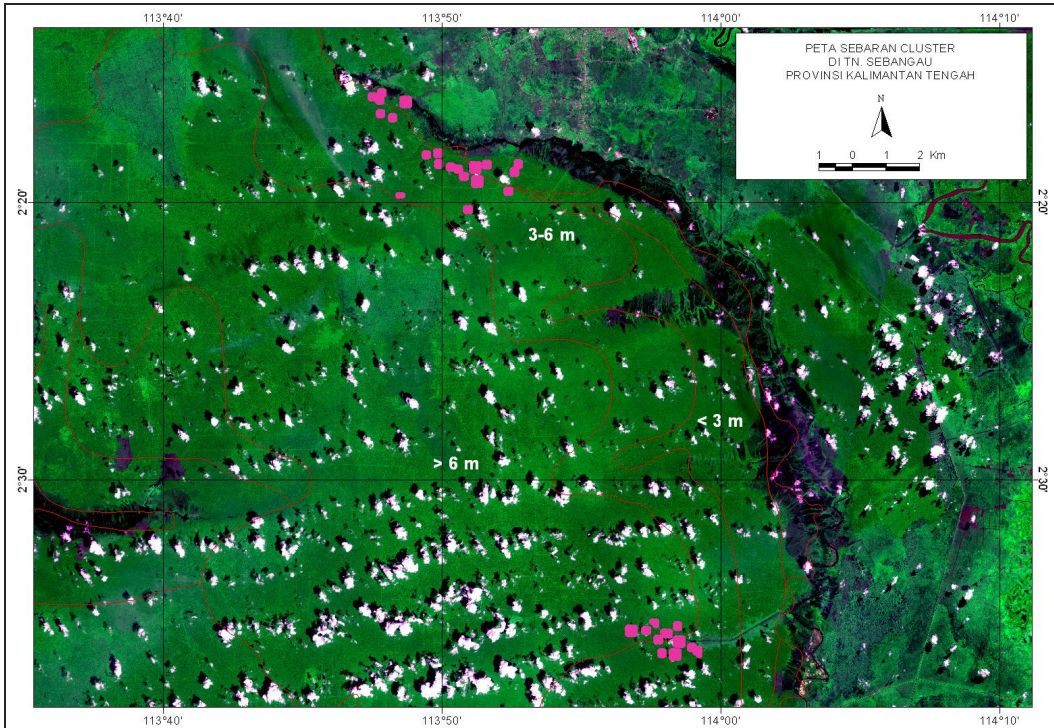 113°40'
113°50'
114°00'
114°10'
PETA SEBARAN CLUSTER
DI TN. SEBANGAU
PROVINSI KALIMANTAN TENGAH
N
1 0 1 2 Km
2°20'
2°20'
3-6 m
< 3 m
> 6 m
2°30'
2°30'
113°40'
113°50'
114°00'
114°10'